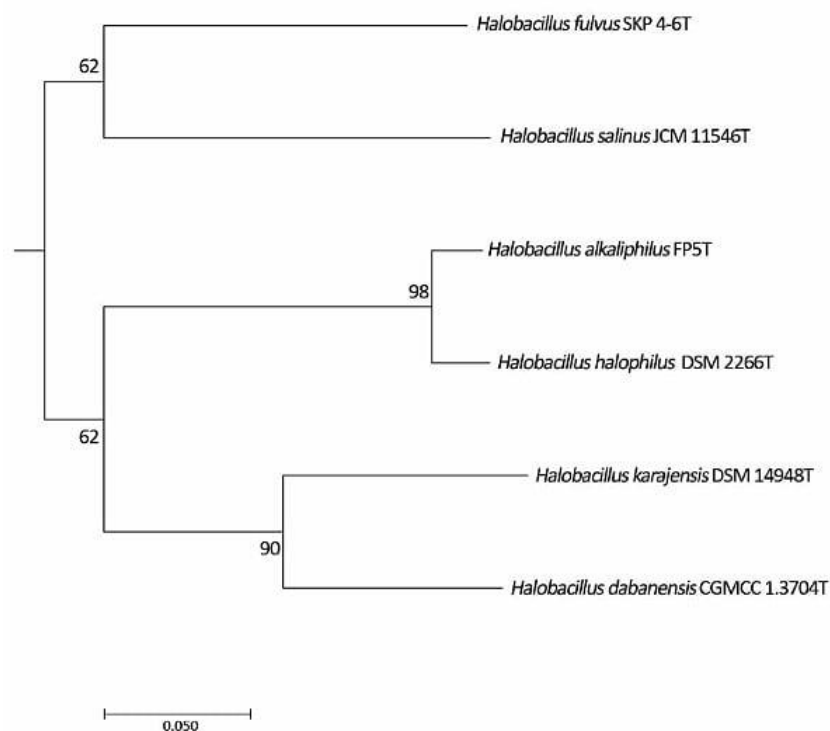 Halobacillus fulvus SKP 4-6T
62
Halobacillus salinus JCM 11546T
Halobacillus alkaliphilus FP5T
98
Halobacillus halophilus DSM 2266T
62
Halobacillus karajensis DSM 14948T
90
Halobacillus dabanensis CGMCC 1.3704T
0.050